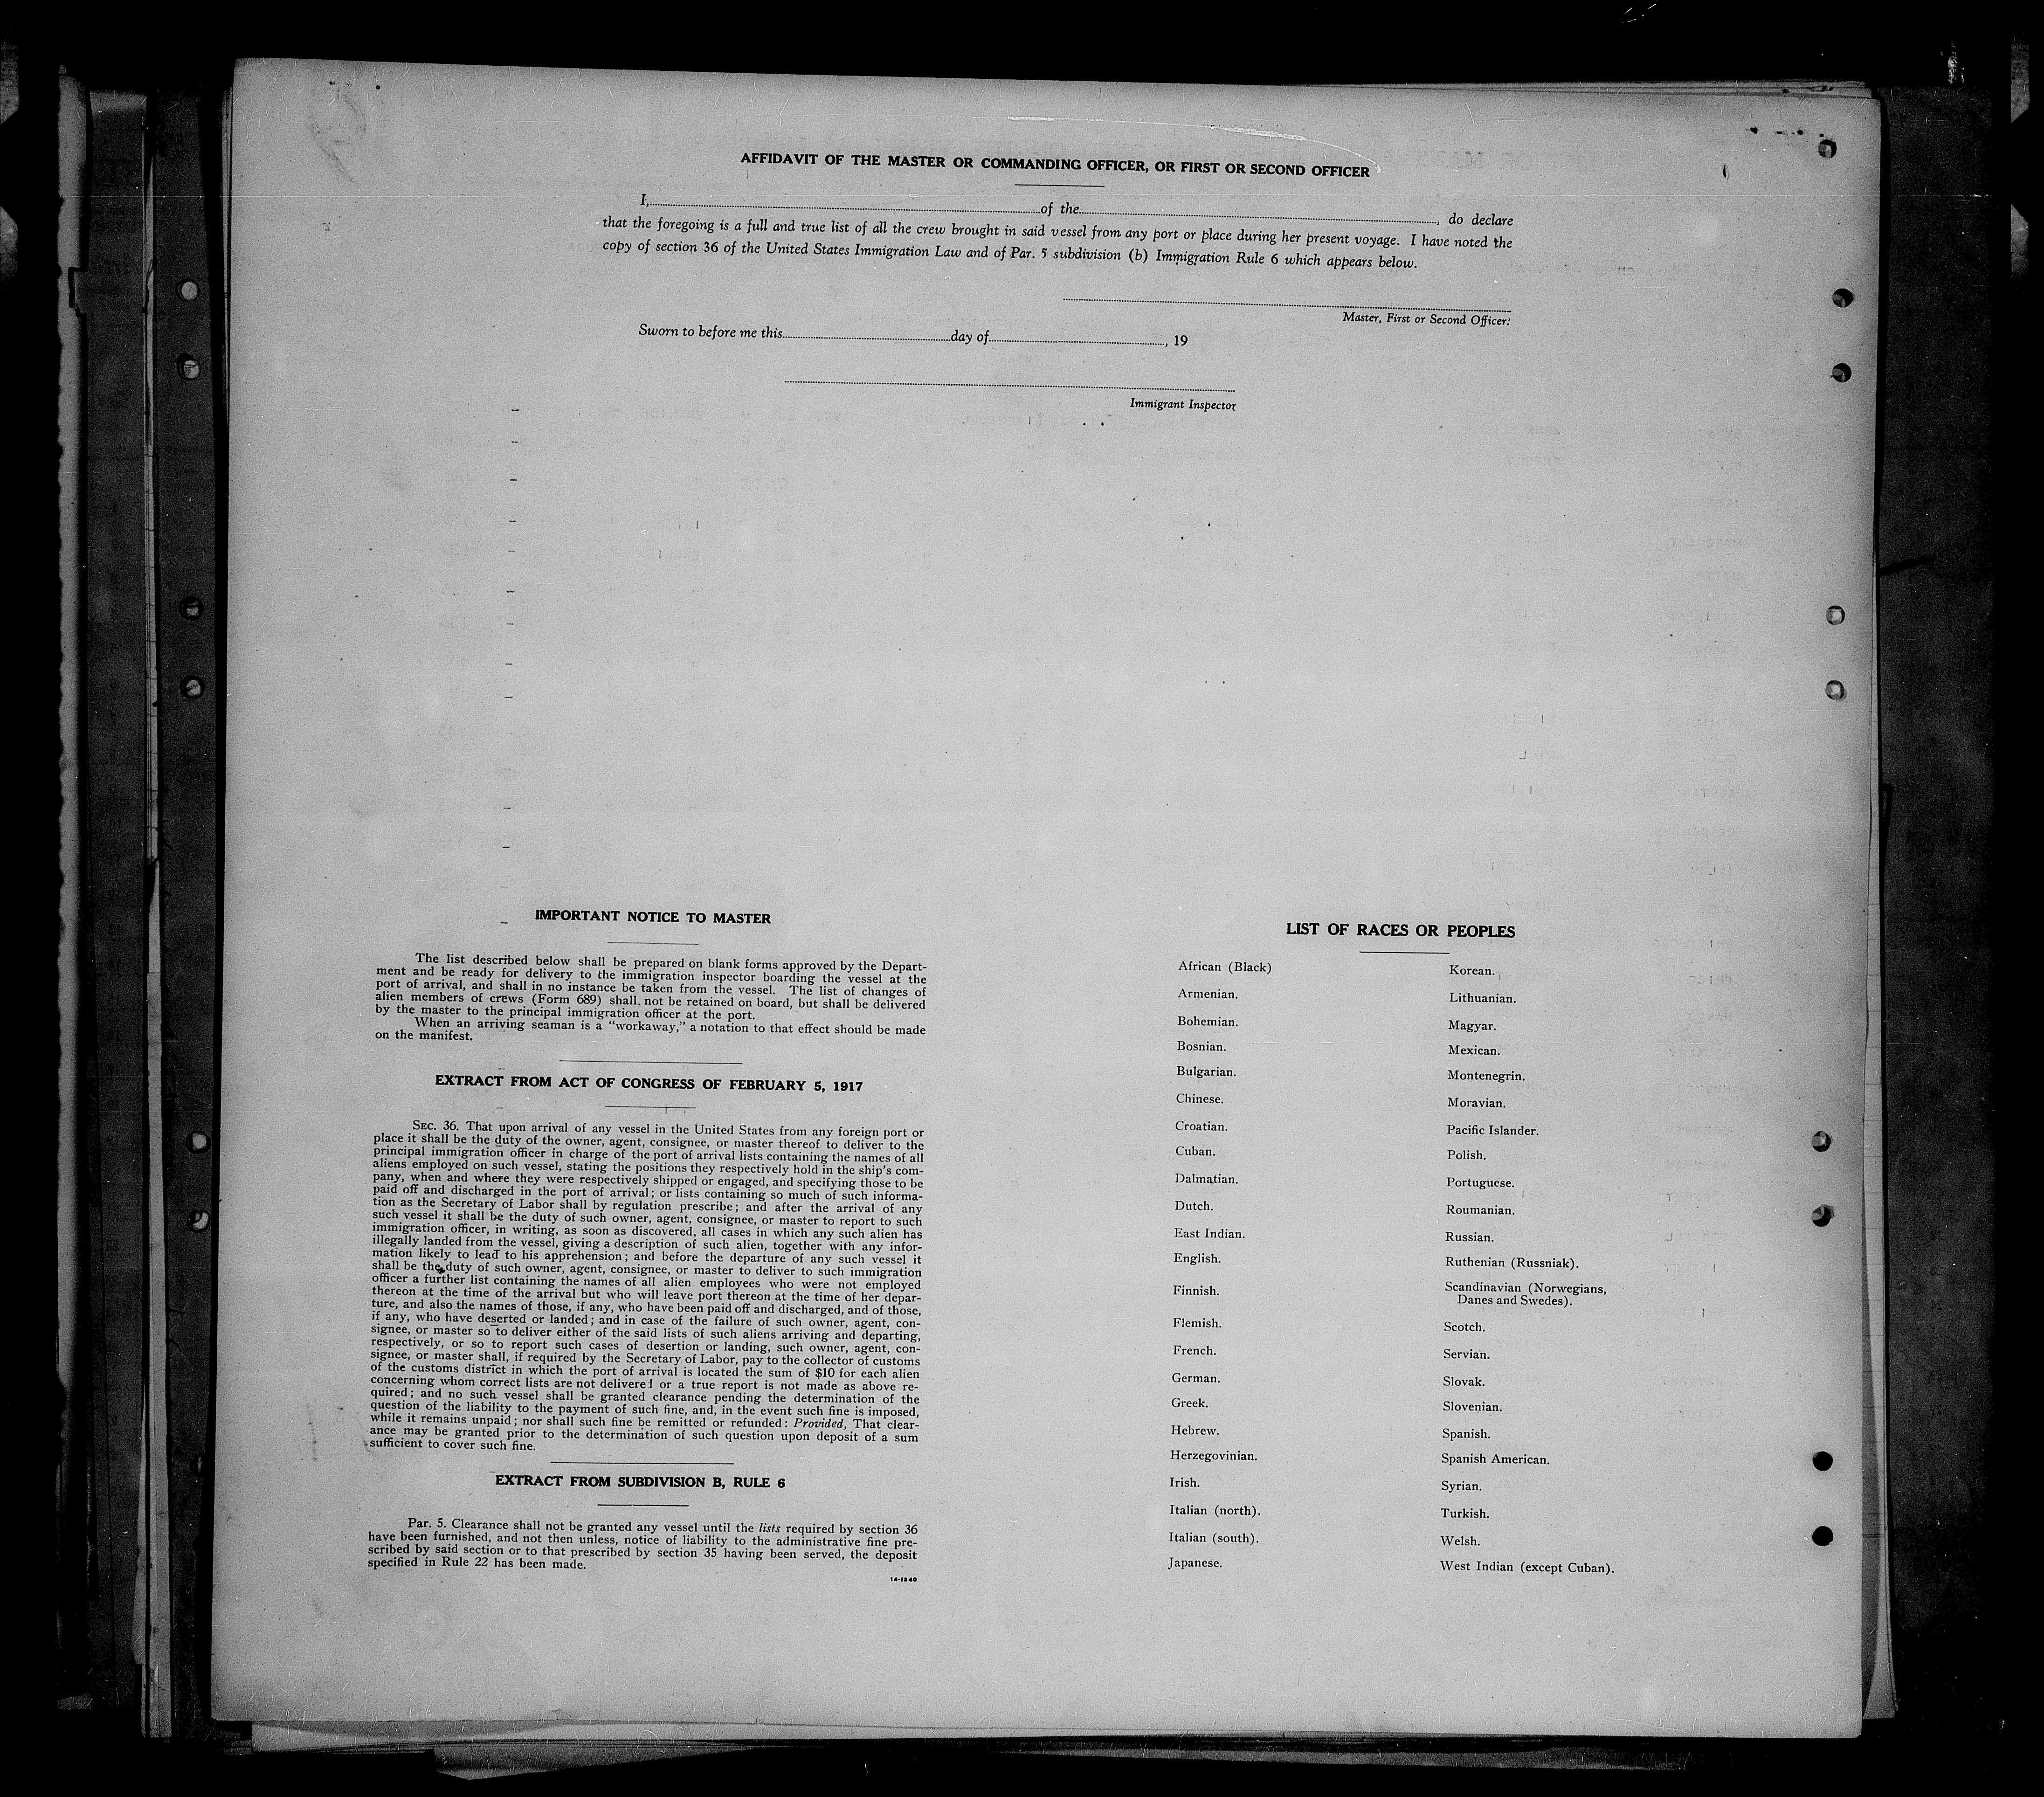 AFFIDAVIT OF THE MASTER OR COMMANDING OFFICER, OR FIRST OR SECOND OFFICER
I, of the , do declare
that the foregoing is a full and true list of all the crew brought in said vessel from any port or place during her present voyage. I have noted the
copy of section 36 of the United States Immigration Law and of Par. 5 subdivision (b) Immigration Rule 6 which appears below.
Master, First or Second Officer.
Sworn to before me this day of , 19
Immigrant Inspector
IMPORTANT NOTICE TO MASTER
The list described below shall be prepared on blank forms approved by the Depart-
ment and be ready for delivery to the immigration inspector boarding the vessel at the
port of arrival, and shall in no instance be taken from the vessel. The list of changes of
alien members of crews (Form 689) shall not be retained on board, but shall be delivered
by the master to the principal immigration officer at the port.
When an arriving seaman is a "workaway," a notation to that effect should be made
on the manifest.
EXTRACT FROM ACT OF CONGRESS OF FEBRUARY 5, 1917
SEC. 36. That upon arrival of any vessel in the United States from any foreign port or
place it shall be the duty of the owner, agent, consignee, or master thereof to deliver to the
principal immigration officer in charge of the port of arrival lists containing the names of all
aliens employed on such vessel, stating the positions they respectively hold in the ship's com-
pany, when and where they were respectively shipped or engaged, and specifying those to be
paid off and discharged in the port of arrival; or lists containing so much of such informa-
tion as the Secretary of Labor shall by regulation prescribe; and after the arrival of any
such vessel it shall be the duty of such owner, agent, consignee, or master to report to such
immigration officer, in writing, as soon as discovered, all cases in which any such alien has
illegally landed from the vessel, giving a description of such alien, together with any infor-
mation likely to lead to his apprehension; and before the departure of any such vessel it
shall be the duty of such owner, agent, consignee, or master to deliver to such immigration
officer a further list containing the names of all alien employees who were not employed
thereon at the time of the arrival but who will leave port thereon at the time of her depar-
ture, and also the names of those, if any, who have been paid off and discharged, and of those,
if any, who have deserted or landed; and in case of the failure of such owner, agent, con-
signee, or master so to deliver either of the said lists of such aliens arriving and departing,
respectively, or so to report such cases of desertion or landing, such owner, agent, con-
signee, or master shall, if required by the Secretary of Labor, pay to the collector of customs
of the customs district in which the port of arrival is located the sum of $10 for each alien
concerning whom correct lists are not delivered or a true report is not made as above re-
quired; and no such vessel shall be granted clearance pending the determination of the
question of the liability to the payment of such fine, and, in the event such fine is imposed,
while it remains unpaid; nor shall such fine be remitted or refunded: Provided, That clear-
ance may be granted prior to the determination of such question upon deposit of a sum
sufficient to cover such fine.
EXTRACT FROM SUBDIVISION B, RULE 6
Par. 5. Clearance shall not be granted any vessel until the lists required by section 36
have been furnished, and not then unless, notice of liability to the administrative fine pre-
scribed by said section or to that prescribed by section 35 having been served, the deposit
specified in Rule 22 has been made.
14-1240
LIST OF RACES OR PEOPLES
African (Black)
Armenian.
Bohemian.
Bosnian.
Bulgarian.
Chinese.
Croatian.
Cuban.
Dalmatian.
Dutch.
East Indian.
English.
Finnish.
Flemish.
French.
German.
Greek.
Hebrew.
Herzegovinian.
Irish.
Italian (north).
Italian (south).
Japanese.
Korean.
Lithuanian.
Magyar.
Mexican.
Montenegrin.
Moravian.
Pacific Islander.
Polish.
Portuguese.
Roumanian.
Russian.
Ruthenian (Russniak).
Scandinavian (Norwegians,
Danes and Swedes).
Scotch.
Servian.
Slovak.
Slovenian.
Spanish.
Spanish American.
Syrian.
Turkish.
Welsh.
West Indian (except Cuban).